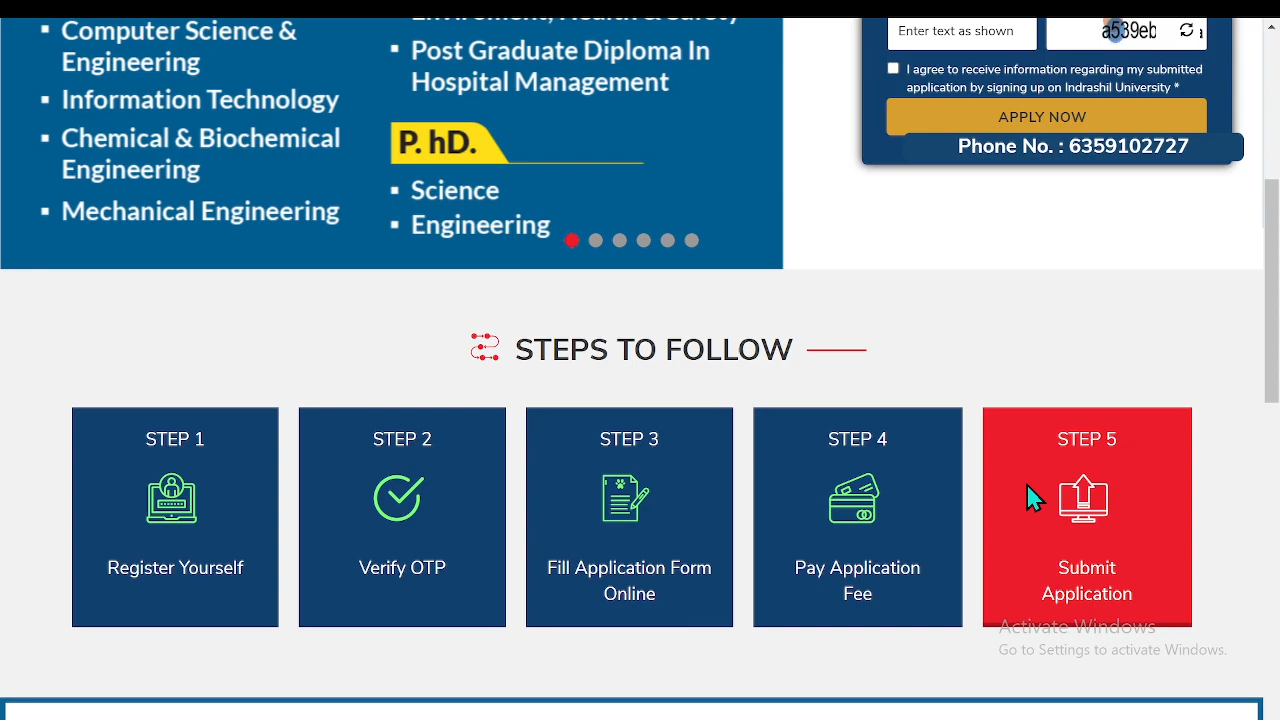 Computer Science &
Engineering
Information Technology
Chemical & Biochemical
Engineering
Mechanical Engineering
Enviroment, Health & Safety
Post Graduate Diploma In
Hospital Management
P. hD.
Science
Engineering
Enter text as shown
a539eb
I agree to receive information regarding my submitted
application by signing up on Indrashil University *
APPLY NOW
Phone No. : 6359102727
STEPS TO FOLLOW
STEP 1
Register Yourself
STEP 2
Verify OTP
STEP 3
Fill Application Form
Online
STEP 4
Pay Application
Fee
STEP 5
Submit
Application
Activate Windows
Go to Settings to activate Windows.